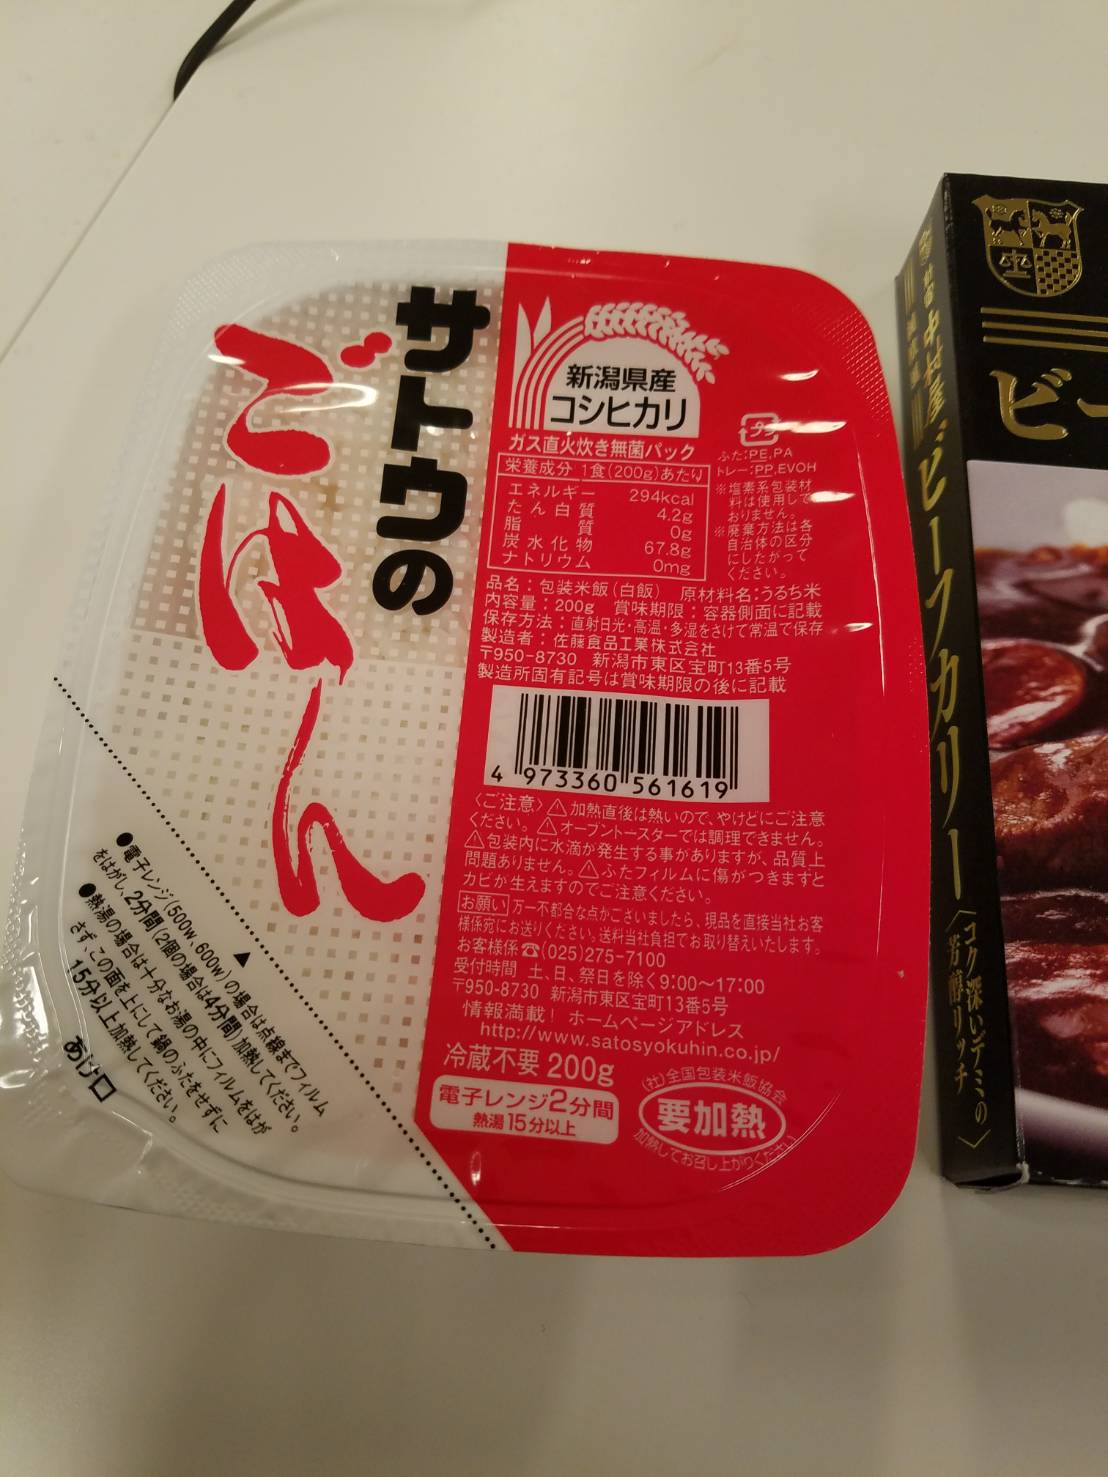 サトウの
ごはん
新潟県産
コシヒカリ
ガス直火炊き無菌パック
栄養成分 1食(200g)あたり
エネルギー 294kcal
たん白質 4.2g
脂質 0g
炭水化物 67.8g
ナトリウム 0mg
プラ
ふた:PE,PA
トレー:PP,EVOH
※塩素系包装材
料は使用して
おりません。
※廃棄方法は各
自治体の区分
にしたがって
ください。
品名:包装米飯(白飯) 原材料名:うるち米
内容量:200g 賞味期限:容器側面に記載
保存方法:直射日光・高温・多湿をさけて常温で保存
製造者:佐藤食品工業株式会社
〒950-8730 新潟市東区宝町13番5号
製造所固有記号は賞味期限の後に記載
4 973360 561619
〈ご注意〉⚠加熱直後は熱いので、やけどにご注意
ください。⚠オーブントースターでは調理できません。
⚠包装内に水滴が発生する事がありますが、品質上
問題ありません。⚠ふたフィルムに傷がつきますと
カビが生えますのでご注意ください。
お願い 万一不都合な点がございましたら、現品を直接当社お客
様係宛にお送りください。送料当社負担でお取り替えいたします。
お客様係☎(025)275-7100
受付時間 土、日、祭日を除く9:00〜17:00
〒950-8730 新潟市東区宝町13番5号
情報満載! ホームページアドレス
http://www.satosyokuhin.co.jp/
冷蔵不要 200g
電子レンジ2分間
熱湯15分以上
(社)全国包装米飯協会
要加熱
加熱してお召し上がりください
●電子レンジ(500w、600w)の場合は点線までフィルム
をはがし、2分間(2個の場合は4分間)加熱してください。
●熱湯の場合は十分なお湯の中にフィルムをはが
さず、この面を上にして鍋のふたをせずに
15分以上加熱してください。
あけ口
ビー
新宿中村屋 ビーフカリー
〈コク深いデミの
芳醇リッチ〉